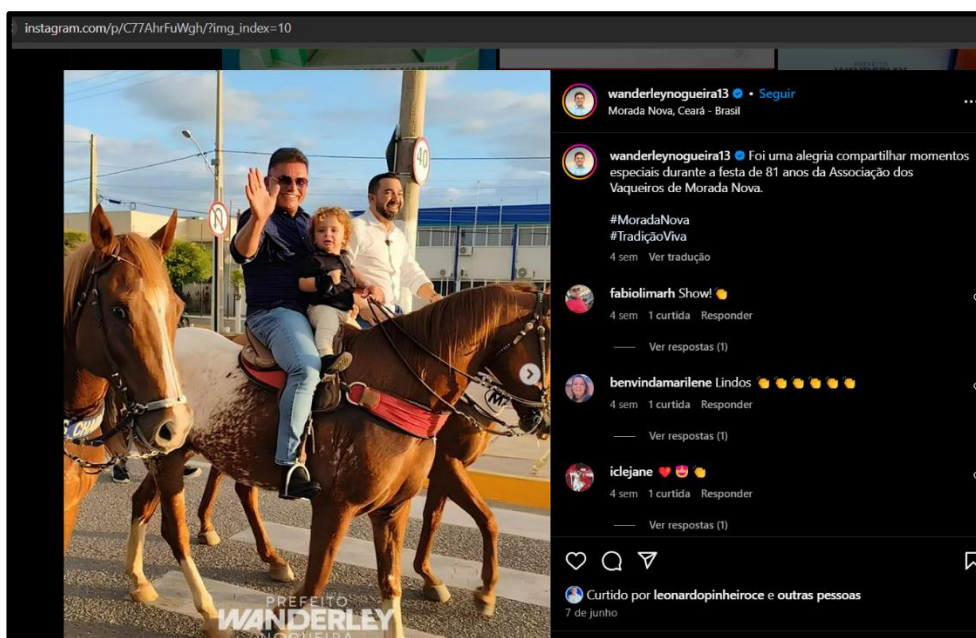 instagram.com/p/C77AhrFuWgh/?img_index=10
PREFEITO
WANDERLEY
40
PREFEITO
WANDERLEY
NOGUEIRA
wanderleynogueira13 • Seguir
Morada Nova, Ceará - Brasil
wanderleynogueira13 Foi uma alegria compartilhar momentos
especiais durante a festa de 81 anos da Associação dos
Vaqueiros de Morada Nova.
#MoradaNova
#TradiçãoViva
4 sem Ver tradução
fabiolimarh Show! 👏
4 sem 1 curtida Responder
Ver respostas (1)
benvindamarilene Lindos 👏👏👏👏👏👏
4 sem 1 curtida Responder
Ver respostas (1)
iclejane ❤️😍👏
4 sem 1 curtida Responder
Ver respostas (1)
Curtido por leonardopinheiroce e outras pessoas
7 de junho